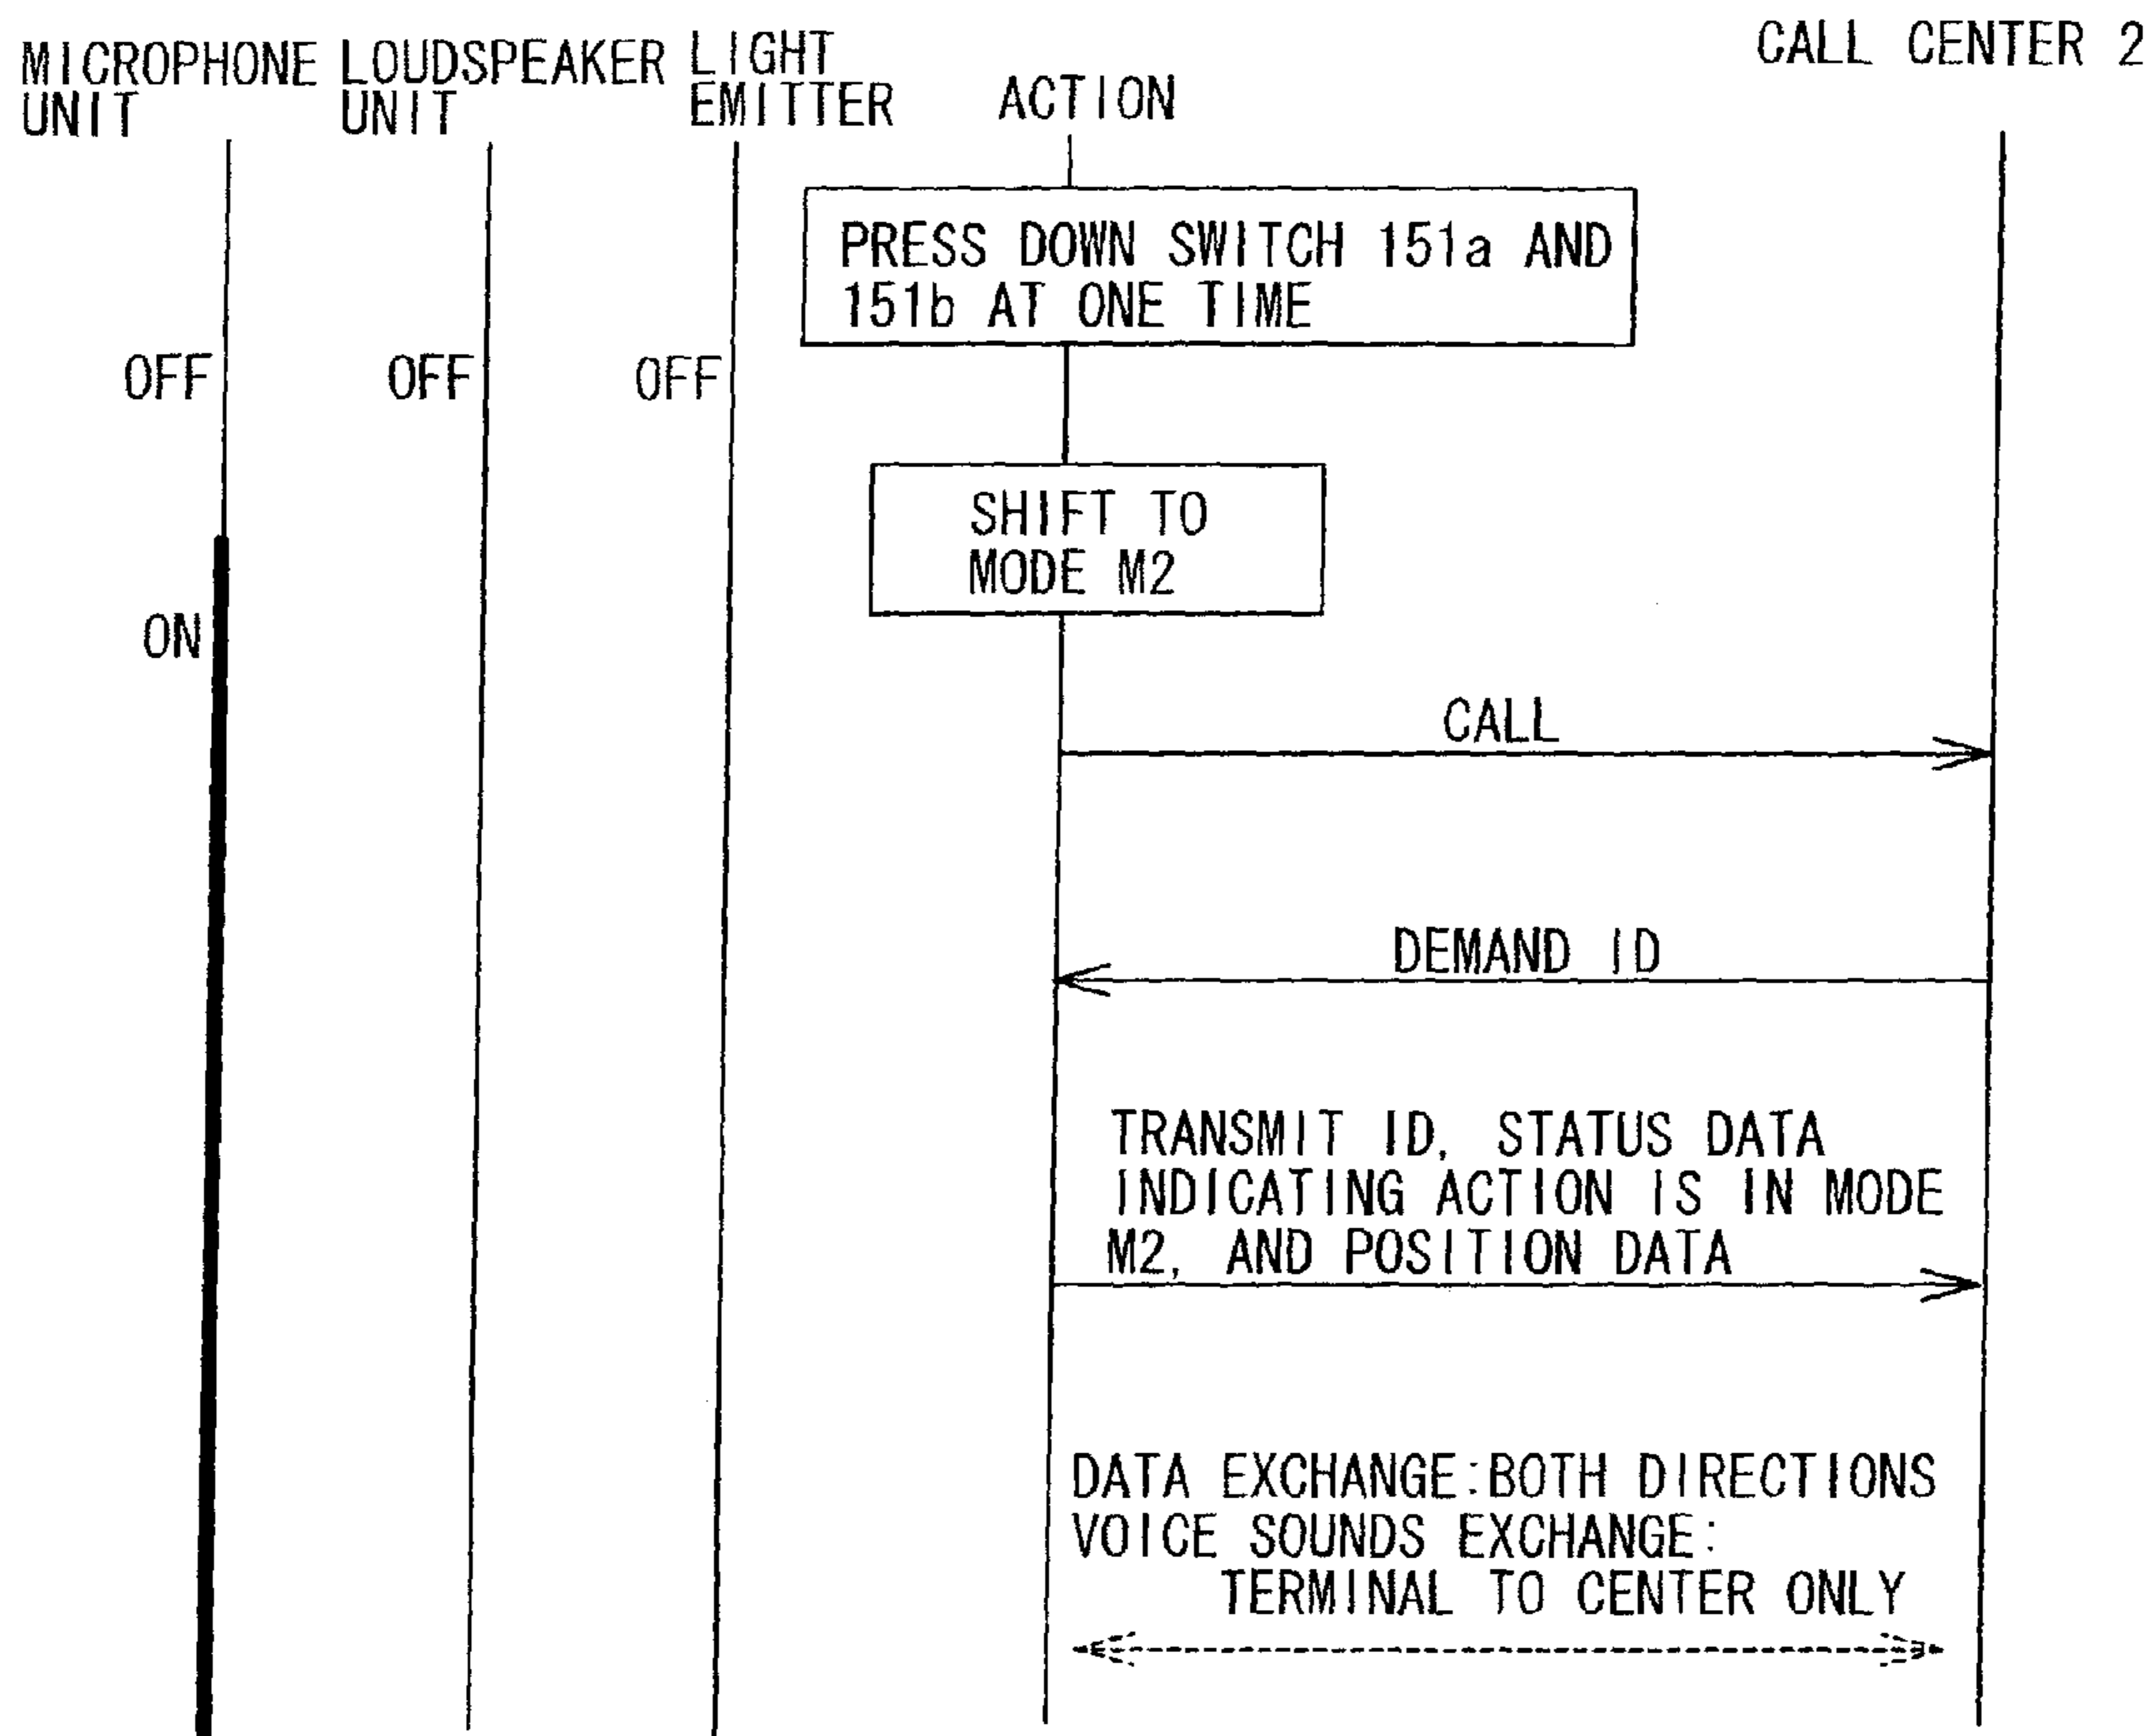 MICROPHONE
UNIT
LOUDSPEAKER
UNIT
LIGHT
EMITTER
ACTION
CALL CENTER 2
PRESS DOWN SWITCH 151a AND
151b AT ONE TIME
OFF
OFF
OFF
SHIFT TO
MODE M2
ON
CALL
DEMAND ID
TRANSMIT ID, STATUS DATA
INDICATING ACTION IS IN MODE
M2, AND POSITION DATA
DATA EXCHANGE:BOTH DIRECTIONS
VOICE SOUNDS EXCHANGE:
TERMINAL TO CENTER ONLY